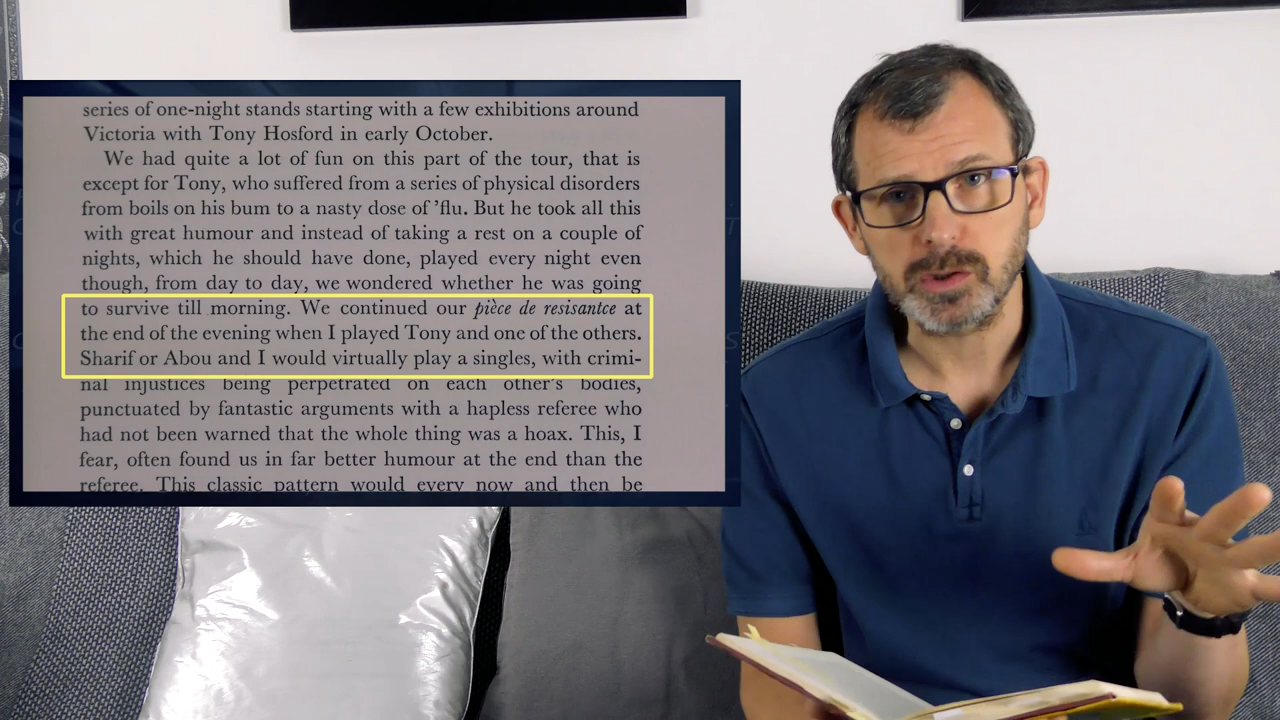 series of one-night stands starting with a few exhibitions around
Victoria with Tony Hosford in early October.
We had quite a lot of fun on this part of the tour, that is
except for Tony, who suffered from a series of physical disorders
from boils on his bum to a nasty dose of ’flu. But he took all this
with great humour and instead of taking a rest on a couple of
nights, which he should have done, played every night even
though, from day to day, we wondered whether he was going
to survive till morning. We continued our pièce de resisantce at
the end of the evening when I played Tony and one of the others.
Sharif or Abou and I would virtually play a singles, with crimi-
nal injustices being perpetrated on each other’s bodies,
punctuated by fantastic arguments with a hapless referee who
had not been warned that the whole thing was a hoax. This, I
fear, often found us in far better humour at the end than the
referee. This classic pattern would every now and then be